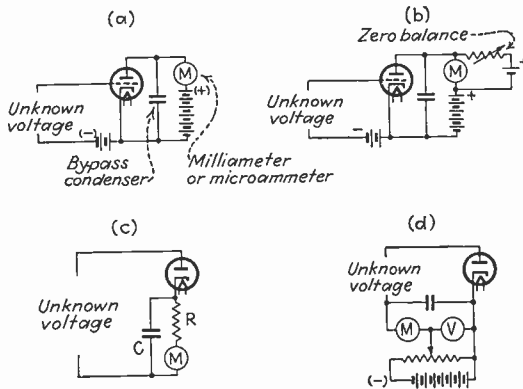 (a)
M
(+)
Unknown
voltage
(-)
Bypass
condenser
Milliameter
or microammeter
(b)
Zero balance
M
+
+
Unknown
voltage
-
(c)
Unknown
voltage
C
R
M
(d)
Unknown
voltage
M
V
(-)